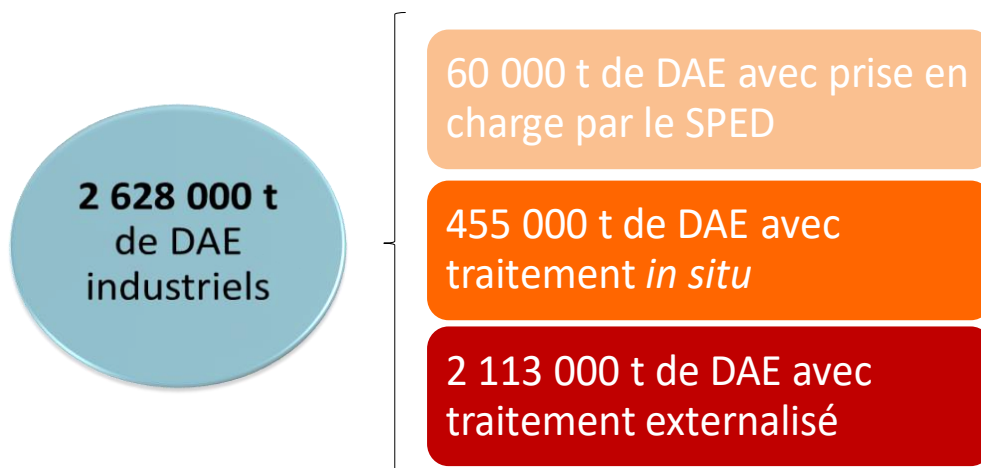 2 628 000 t
de DAE
industriels
60 000 t de DAE avec prise en
charge par le SPED
455 000 t de DAE avec
traitement in situ
2 113 000 t de DAE avec
traitement externalisé